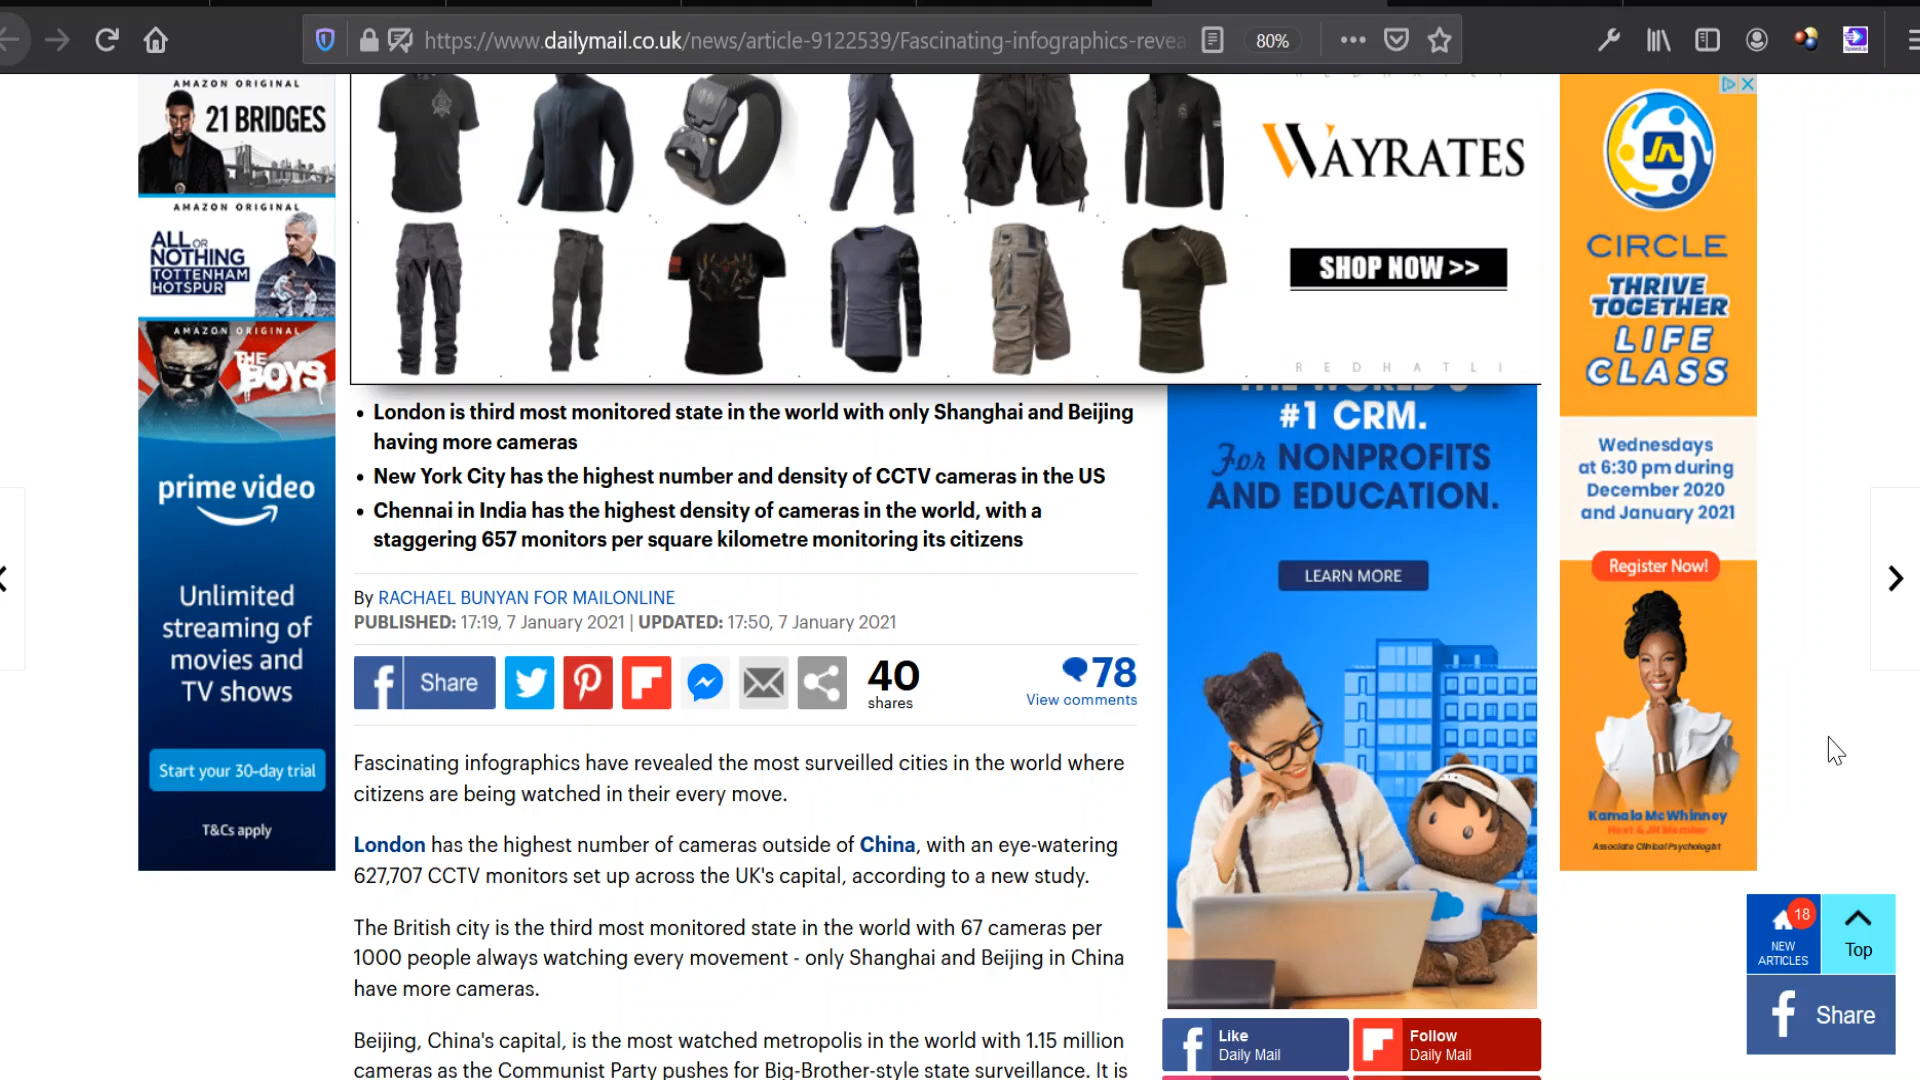 https://www.dailymail.co.uk/news/article-9122539/Fascinating-infographics-revea
80%
AMAZON ORIGINAL
21 BRIDGES
AMAZON ORIGINAL
ALL OR
NOTHING
TOTTENHAM
HOTSPUR
AMAZON ORIGINAL
THE
BOYS
prime video
Unlimited
streaming of
movies and
TV shows
Start your 30-day trial
T&Cs apply
WAYRATES
SHOP NOW >>
REDHATLI
• London is third most monitored state in the world with only Shanghai and Beijing
having more cameras
• New York City has the highest number and density of CCTV cameras in the US
• Chennai in India has the highest density of cameras in the world, with a
staggering 657 monitors per square kilometre monitoring its citizens
By RACHAEL BUNYAN FOR MAILONLINE
PUBLISHED: 17:19, 7 January 2021 | UPDATED: 17:50, 7 January 2021
Share
40
shares
78
View comments
Fascinating infographics have revealed the most surveilled cities in the world where
citizens are being watched in their every move.
London has the highest number of cameras outside of China, with an eye-watering
627,707 CCTV monitors set up across the UK's capital, according to a new study.
The British city is the third most monitored state in the world with 67 cameras per
1000 people always watching every movement - only Shanghai and Beijing in China
have more cameras.
Beijing, China's capital, is the most watched metropolis in the world with 1.15 million
cameras as the Communist Party pushes for Big-Brother-style state surveillance. It is
THE WORLD'S
#1 CRM.
For NONPROFITS
AND EDUCATION.
LEARN MORE
Like
Daily Mail
Follow
Daily Mail
JN
CIRCLE
THRIVE
TOGETHER
LIFE
CLASS
Wednesdays
at 6:30 pm during
December 2020
and January 2021
Register Now!
Kamala McWhinney
Host & JN Member
Associate Clinical Psychologist
18
NEW
ARTICLES
Top
Share